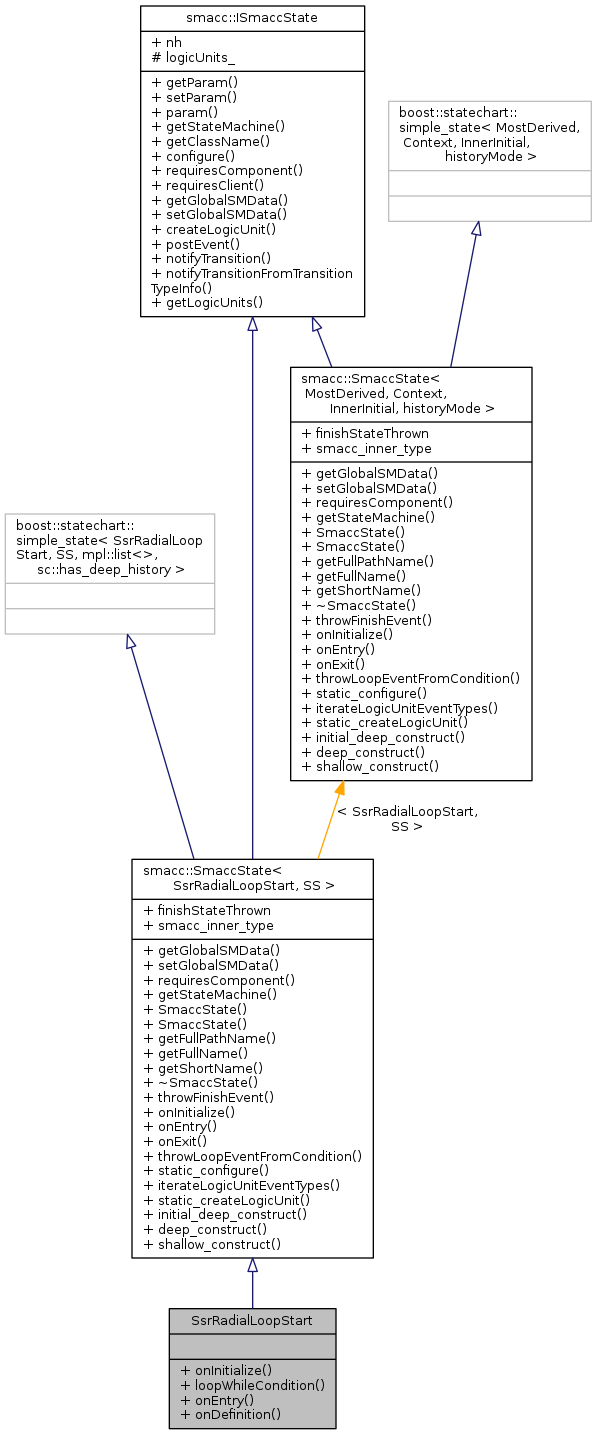 smacc::ISmaccState
+ nh
# logicUnits_
+ getParam()
+ setParam()
+ param()
+ getStateMachine()
+ getClassName()
+ configure()
+ requiresComponent()
+ requiresClient()
+ getGlobalSMData()
+ setGlobalSMData()
+ createLogicUnit()
+ postEvent()
+ notifyTransition()
+ notifyTransitionFromTransition
TypeInfo()
+ getLogicUnits()
boost::statechart::
simple_state< MostDerived,
Context, InnerInitial,
historyMode >
smacc::SmaccState<
MostDerived, Context,
InnerInitial, historyMode >
+ finishStateThrown
+ smacc_inner_type
+ getGlobalSMData()
+ setGlobalSMData()
+ requiresComponent()
+ getStateMachine()
+ SmaccState()
+ SmaccState()
+ getFullPathName()
+ getFullName()
+ getShortName()
+ ~SmaccState()
+ throwFinishEvent()
+ onInitialize()
+ onEntry()
+ onExit()
+ throwLoopEventFromCondition()
+ static_configure()
+ iterateLogicUnitEventTypes()
+ static_createLogicUnit()
+ initial_deep_construct()
+ deep_construct()
+ shallow_construct()
boost::statechart::
simple_state< SsrRadialLoop
Start, SS, mpl::list<>,
sc::has_deep_history >
< SsrRadialLoopStart,
SS >
smacc::SmaccState<
SsrRadialLoopStart, SS >
+ finishStateThrown
+ smacc_inner_type
+ getGlobalSMData()
+ setGlobalSMData()
+ requiresComponent()
+ getStateMachine()
+ SmaccState()
+ SmaccState()
+ getFullPathName()
+ getFullName()
+ getShortName()
+ ~SmaccState()
+ throwFinishEvent()
+ onInitialize()
+ onEntry()
+ onExit()
+ throwLoopEventFromCondition()
+ static_configure()
+ iterateLogicUnitEventTypes()
+ static_createLogicUnit()
+ initial_deep_construct()
+ deep_construct()
+ shallow_construct()
SsrRadialLoopStart
+ onInitialize()
+ loopWhileCondition()
+ onEntry()
+ onDefinition()